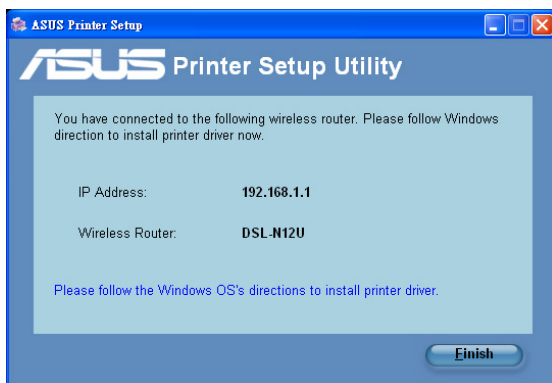 ASUS Printer Setup
ASUS Printer Setup Utility
You have connected to the following wireless router. Please follow Windows
direction to install printer driver now.
IP Address: 192.168.1.1
Wireless Router: DSL-N12U
Please follow the Windows OS's directions to install printer driver.
Finish